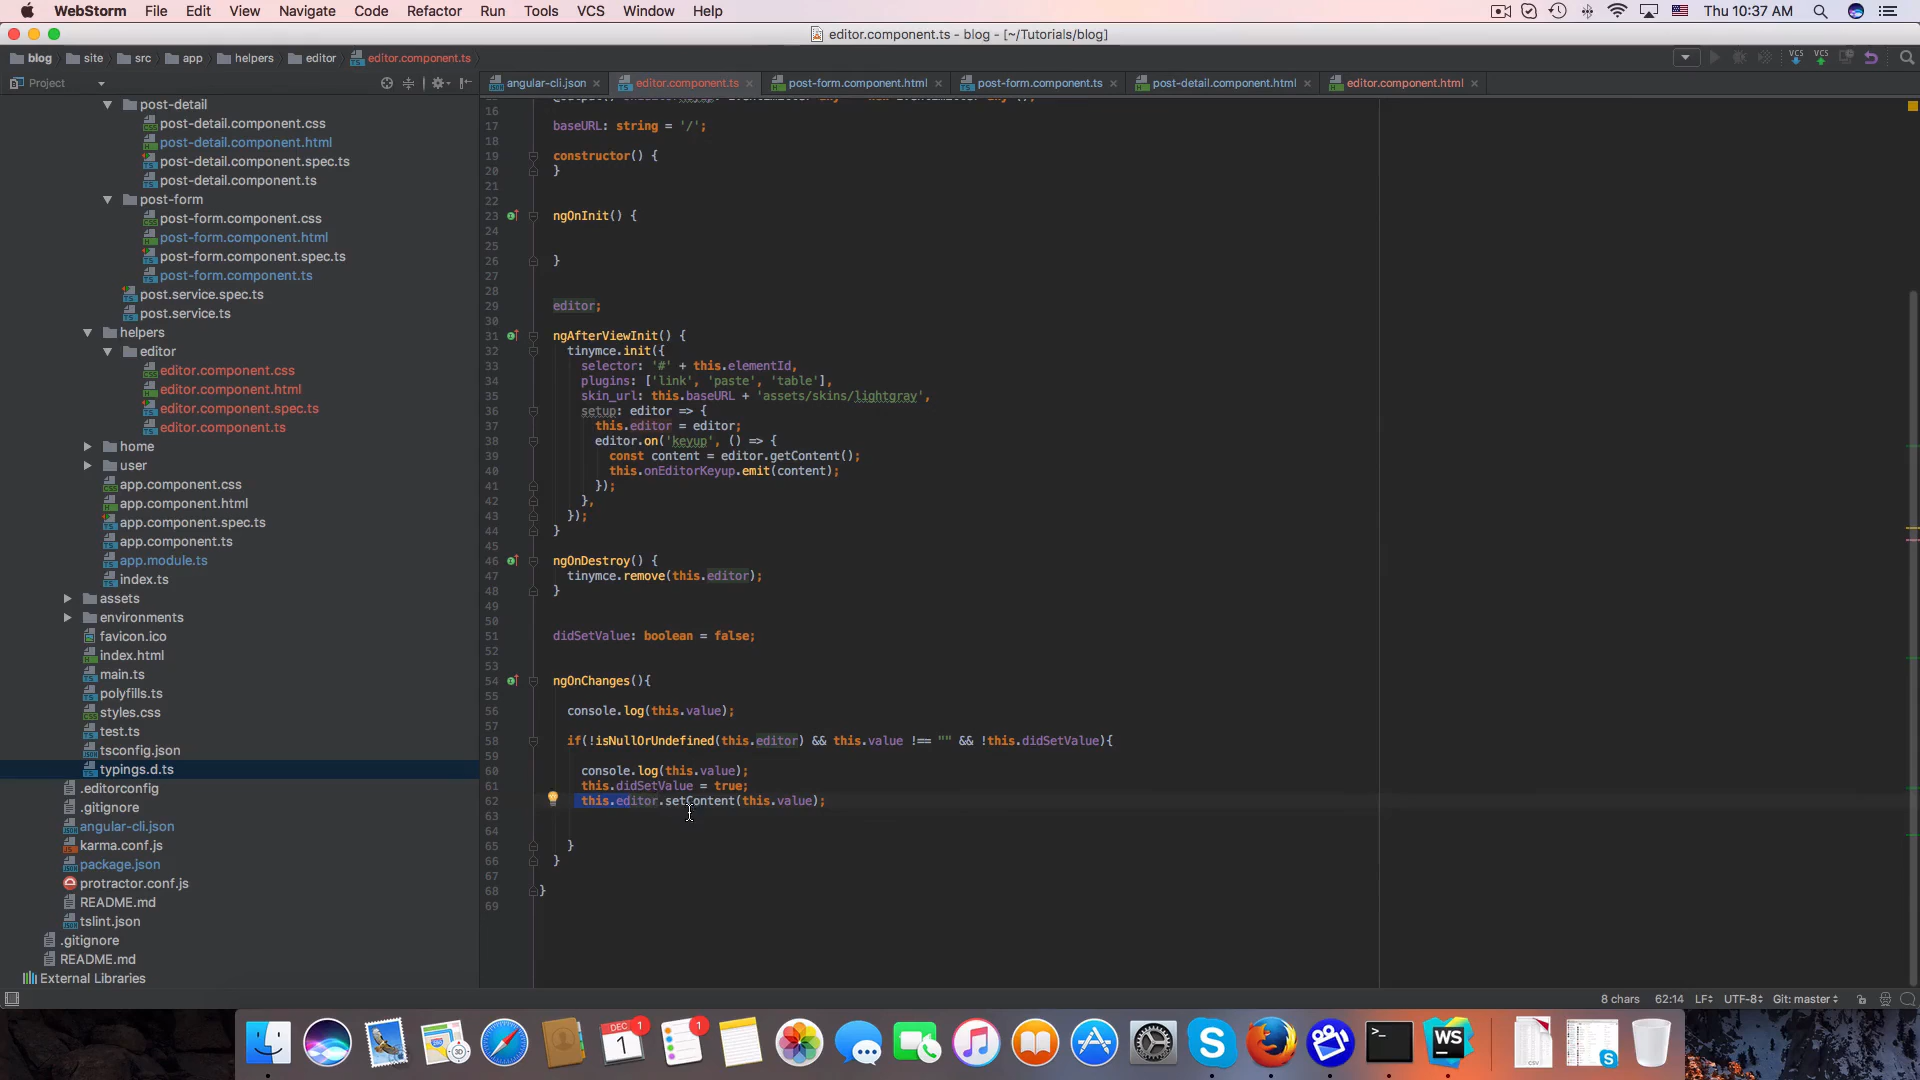 WebStorm File Edit View Navigate Code Refactor Run Tools VCS Window Help Thu 10:37 AM
editor.component.ts - blog - [~/Tutorials/blog]
blog site src app helpers editor editor.component.ts
Project
angular-cli.json editor.component.ts post-form.component.html post-form.component.ts post-detail.component.html editor.component.html
post-detail
post-detail.component.css
post-detail.component.html
post-detail.component.spec.ts
post-detail.component.ts
post-form
post-form.component.css
post-form.component.html
post-form.component.spec.ts
post-form.component.ts
post.service.spec.ts
post.service.ts
helpers
editor
editor.component.css
editor.component.html
editor.component.spec.ts
editor.component.ts
home
user
app.component.css
app.component.html
app.component.spec.ts
app.component.ts
app.module.ts
index.ts
assets
environments
favicon.ico
index.html
main.ts
polyfills.ts
styles.css
test.ts
tsconfig.json
typings.d.ts
.editorconfig
.gitignore
angular-cli.json
karma.conf.js
package.json
protractor.conf.js
README.md
tslint.json
.gitignore
README.md
External Libraries
16
17 baseURL: string = '/';
18
19 constructor() {
20 }
21
22
23 ngOnInit() {
24
25
26 }
27
28
29 editor;
30
31 ngAfterViewInit() {
32 tinymce.init({
33 selector: '#' + this.elementId,
34 plugins: ['link', 'paste', 'table'],
35 skin_url: this.baseURL + 'assets/skins/lightgray',
36 setup: editor => {
37 this.editor = editor;
38 editor.on('keyup', () => {
39 const content = editor.getContent();
40 this.onEditorKeyup.emit(content);
41 });
42 },
43 });
44 }
45
46 ngOnDestroy() {
47 tinymce.remove(this.editor);
48 }
49
50
51 didSetValue: boolean = false;
52
53
54 ngOnChanges(){
55
56 console.log(this.value);
57
58 if(!isNullOrUndefined(this.editor) && this.value !== "" && !this.didSetValue){
59
60 console.log(this.value);
61 this.didSetValue = true;
62 this.editor.setContent(this.value);
63
64
65 }
66 }
67
68 }
69
8 chars 62:14 LF UTF-8 Git: master
DEC 1 1 1
WS